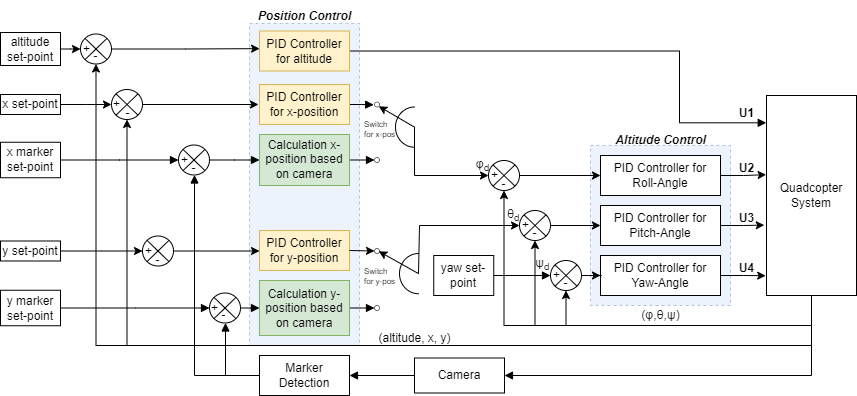 Position Control
altitude
set-point
+
-
PID Controller
for altitude
x set-point
+
-
PID Controller
for x-position
Switch
for x-pos
U1
x marker
set-point
+
-
Calculation x-
position based
on camera
Altitude Control
φd
+
-
PID Controller for
Roll-Angle
U2
Quadcopter
System
θd
+
-
PID Controller for
Pitch-Angle
U3
y set-point
+
-
PID Controller
for y-position
Switch
for y-pos
yaw set-
point
ψd
+
-
PID Controller for
Yaw-Angle
U4
y marker
set-point
+
-
Calculation y-
position based
on camera
(φ,θ,ψ)
(altitude, x, y)
Marker
Detection
Camera